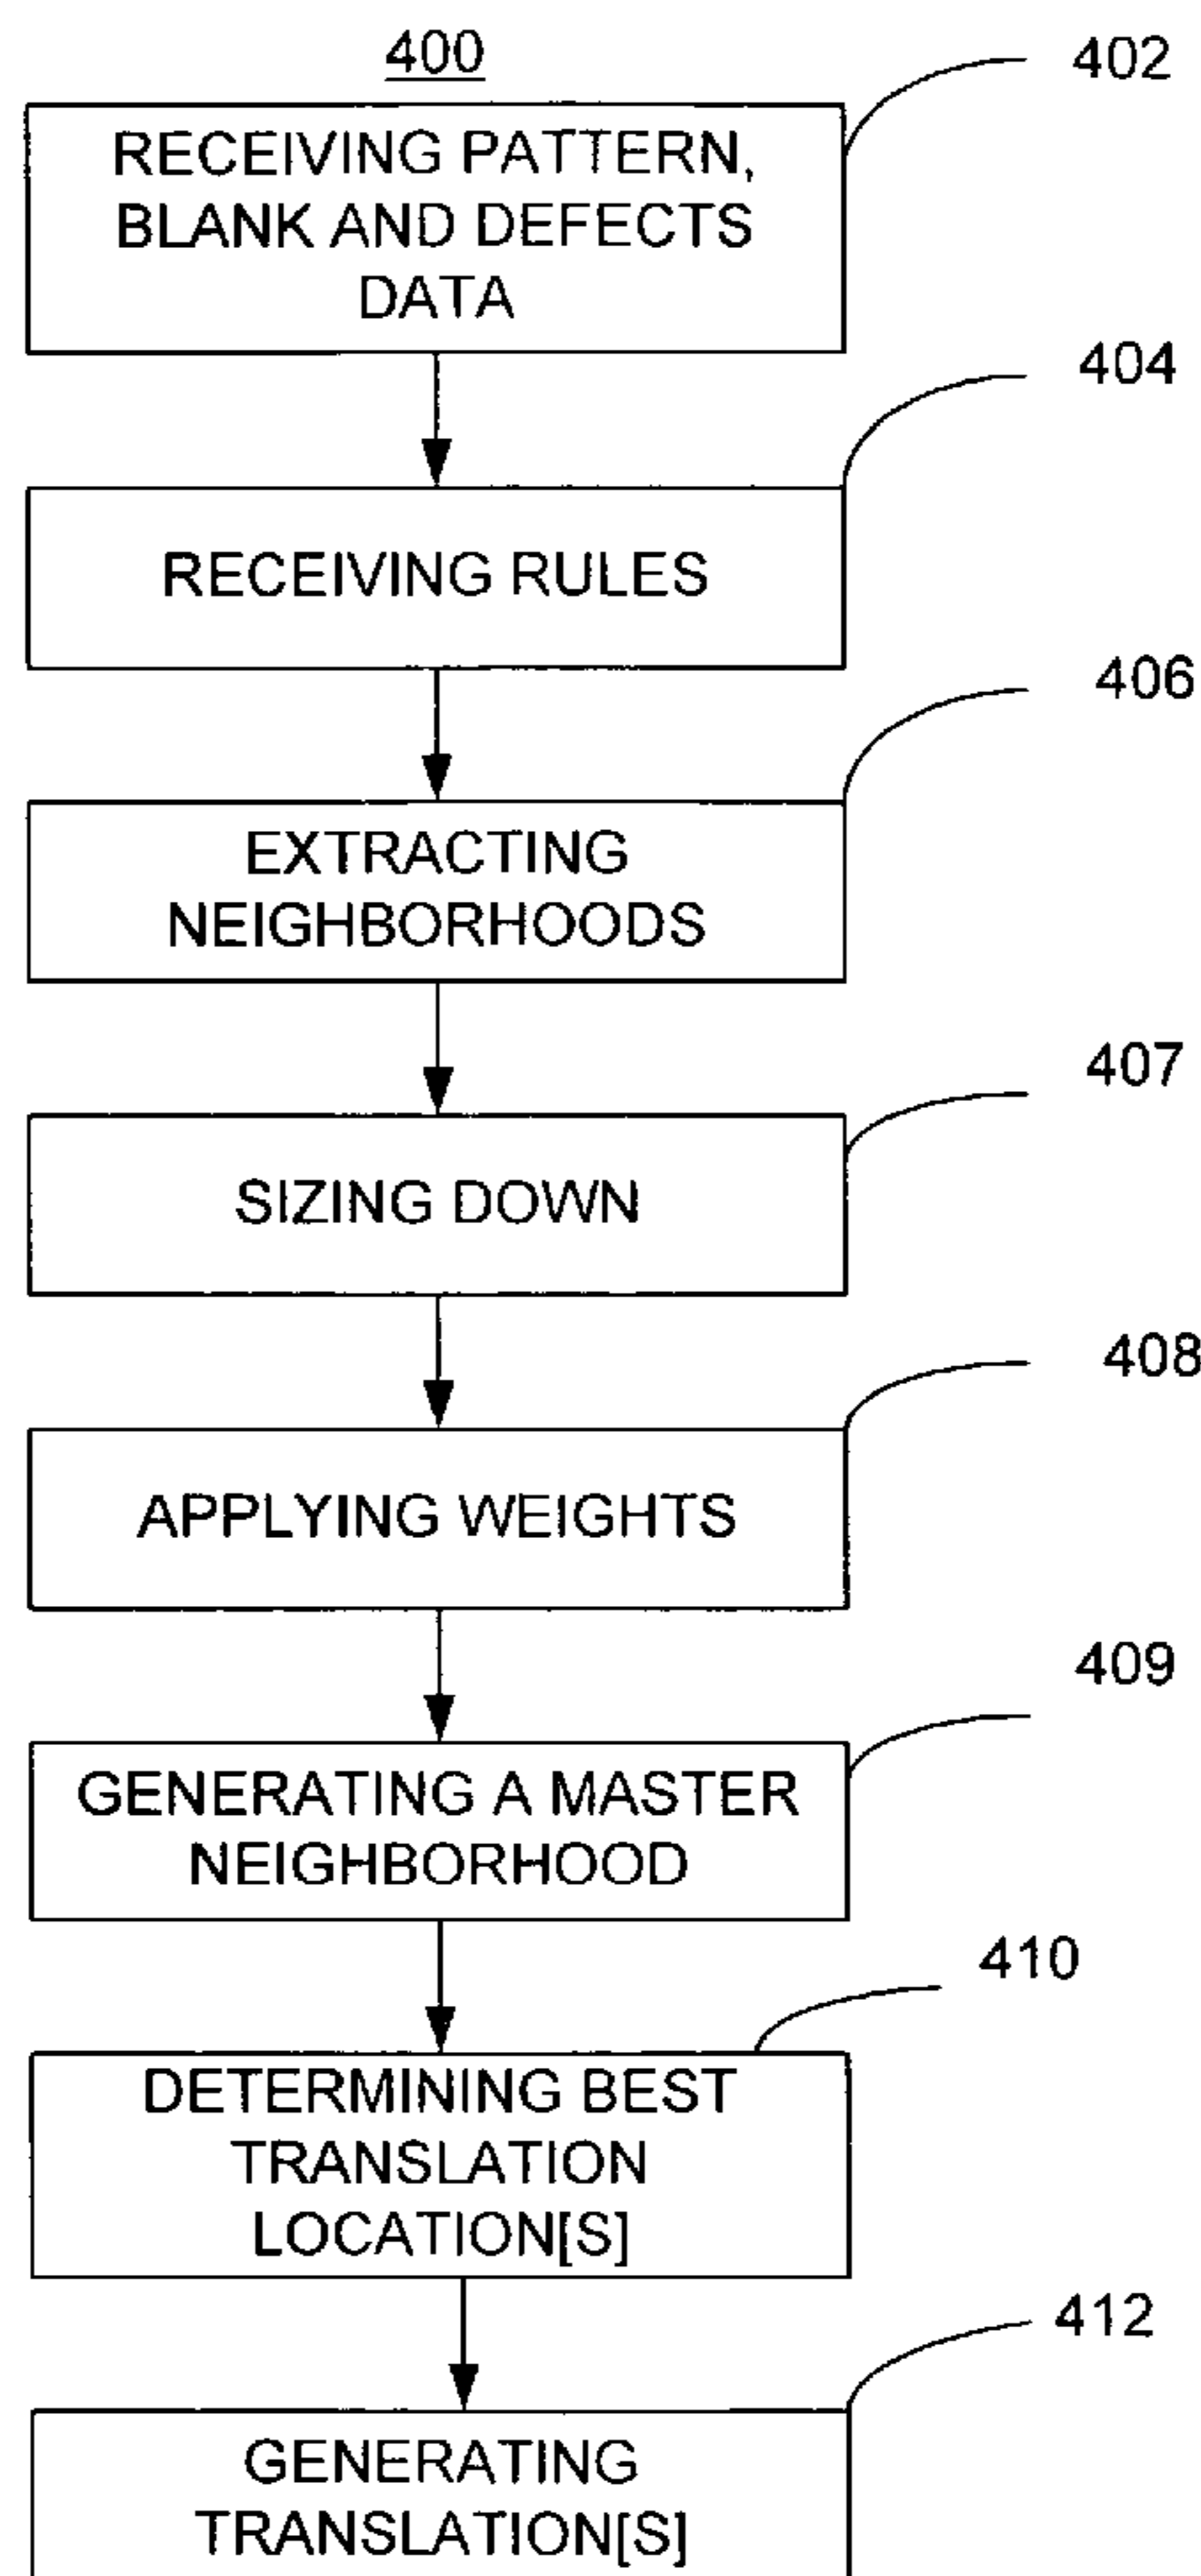 400
402
RECEIVING PATTERN,
BLANK AND DEFECTS
DATA
404
RECEIVING RULES
406
EXTRACTING
NEIGHBORHOODS
407
SIZING DOWN
408
APPLYING WEIGHTS
409
GENERATING A MASTER
NEIGHBORHOOD
410
DETERMINING BEST
TRANSLATION
LOCATION[S]
412
GENERATING
TRANSLATION[S]